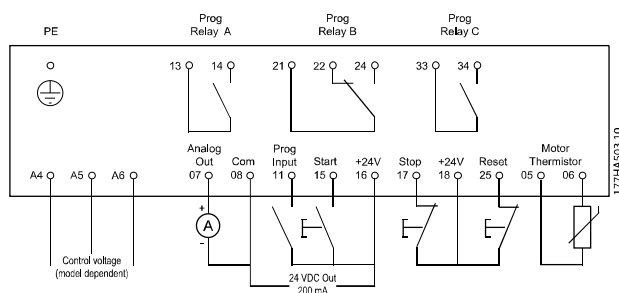 PE
Prog
Relay A
Prog
Relay B
Prog
Relay C
13 14 21 22 24 33 34
Analog
Out
Com
Prog
Input
Start
+24V
Stop
+24V
Reset
Motor
Thermistor
A4 A5 A6 07 08 11 15 16 17 18 25 05 06
+
A
-
Control voltage
(model dependent)
24 VDC Out
200 mA
177HA503.10